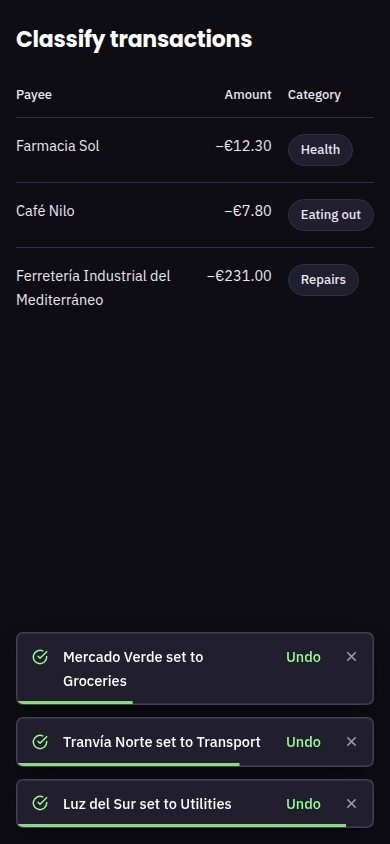 Classify transactions
Payee Amount Category
Farmacia Sol −€12.30 Health
Café Nilo −€7.80 Eating out
Ferretería Industrial del −€231.00 Repairs
Mediterráneo
Mercado Verde set to Undo
Groceries
Tranvía Norte set to Transport Undo
Luz del Sur set to Utilities Undo